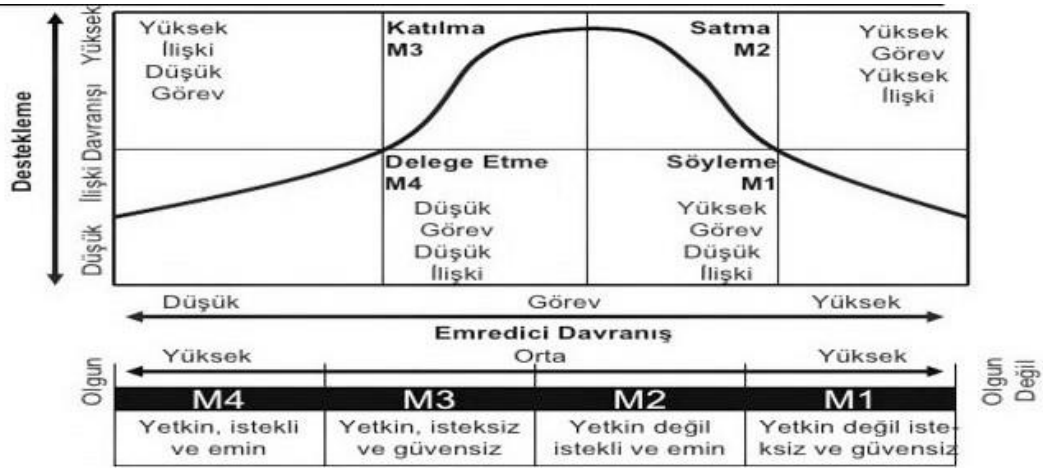 Destekleme
Düşük İlişki Davranışı Yüksek
Yüksek
İlişki
Düşük
Görev
Katılma
M3
Satma
M2
Yüksek
Görev
Yüksek
İlişki
Delege Etme
M4
Düşük
Görev
Düşük
İlişki
Söyleme
M1
Yüksek
Görev
Düşük
İlişki
Düşük Görev Yüksek
Emredici Davranış
Olgun
Yüksek Orta Yüksek
Olgun
Değil
M4 M3 M2 M1
Yetkin, istekli
ve emin
Yetkin, isteksiz
ve güvensiz
Yetkin değil
istekli ve emin
Yetkin değil iste-
ksiz ve güvensiz